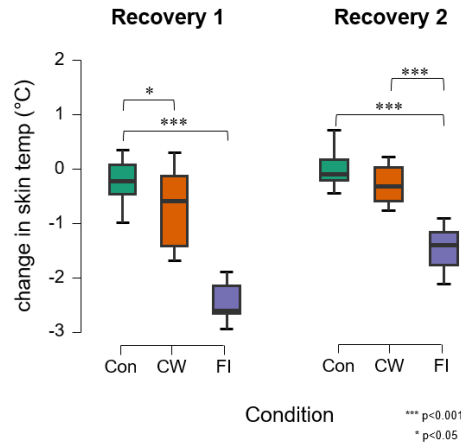 Recovery 1
Recovery 2
change in skin temp (°C)
2
1
0
-1
-2
-3
*
***
***
***
Con CW FI
Con CW FI
Condition
*** p<0.001
* p<0.05